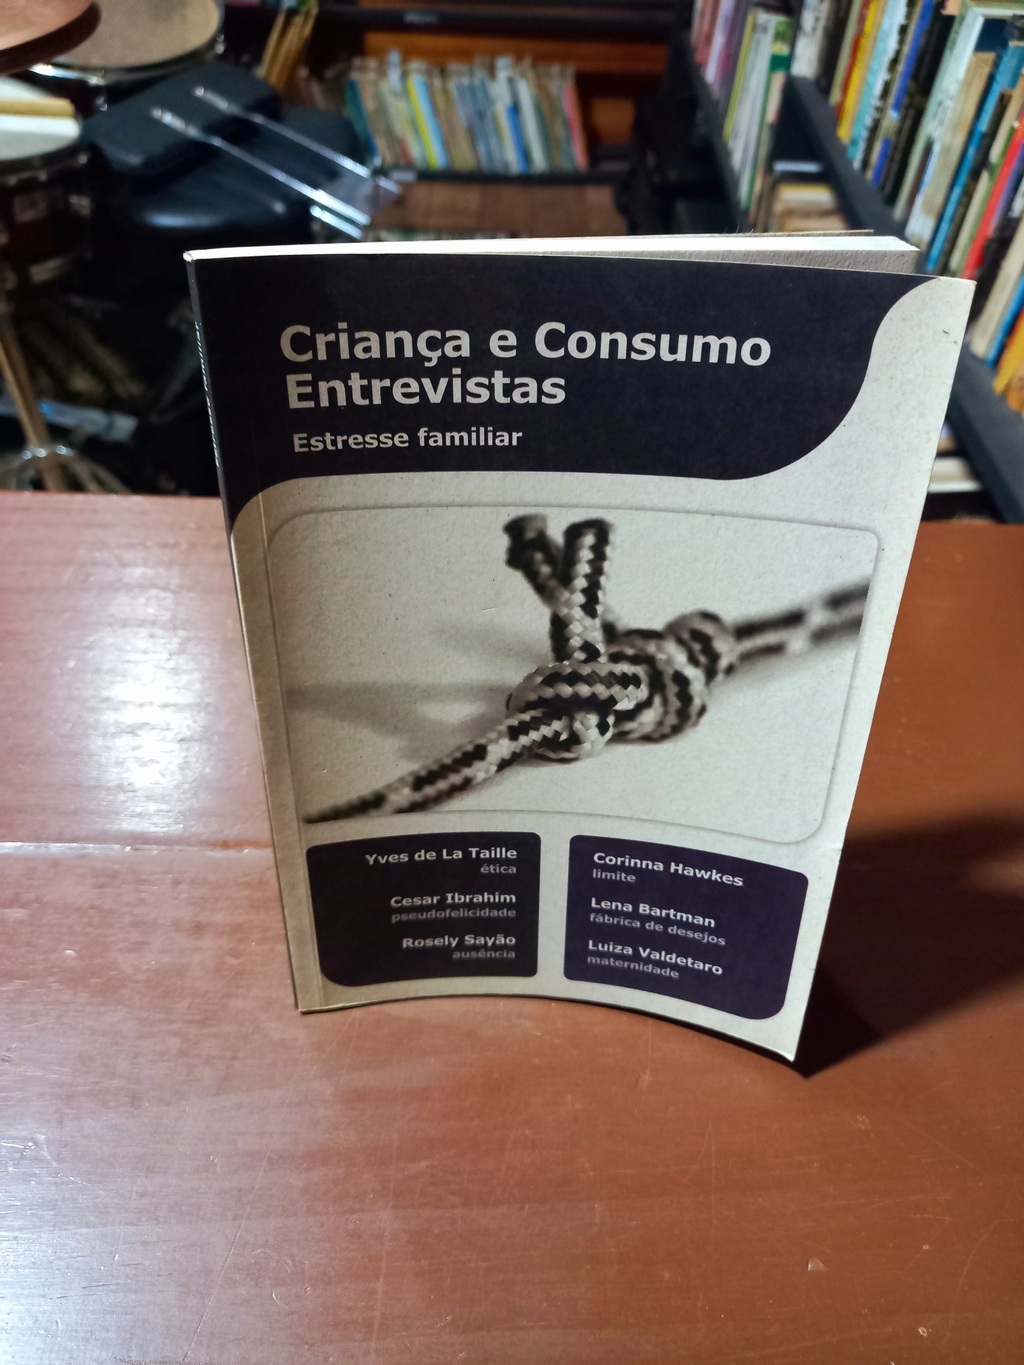 Criança e Consumo
Entrevistas
Estresse familiar
Yves de La Taille
ética
Cesar Ibrahim
pseudofelicidade
Rosely Sayão
ausência
Corinna Hawkes
limite
Lena Bartman
fábrica de desejos
Luiza Valdetaro
maternidade